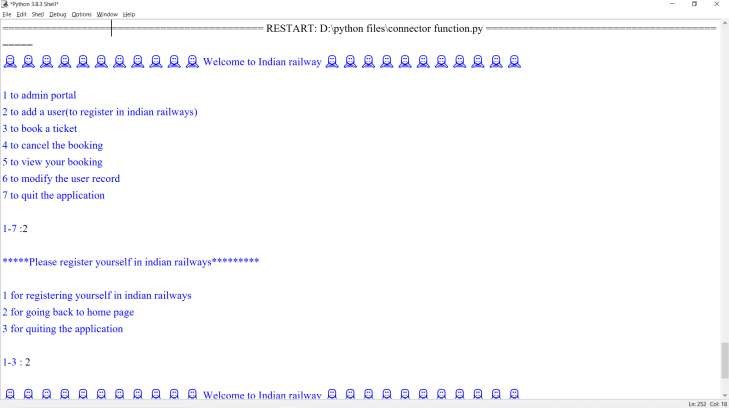 *Python 3.8.3 Shell*
File Edit Shell Debug Options Window Help
RESTART: D:\python files\connector function.py
Welcome to Indian railway
1 to admin portal
2 to add a user(to register in indian railways)
3 to book a ticket
4 to cancel the booking
5 to view your booking
6 to modify the user record
7 to quit the application
1-7 :2
*****Please register yourself in indian railways*********
1 for registering yourself in indian railways
2 for going back to home page
3 for quiting the application
1-3 : 2
Welcome to Indian railway
Ln: 252 Col: 18